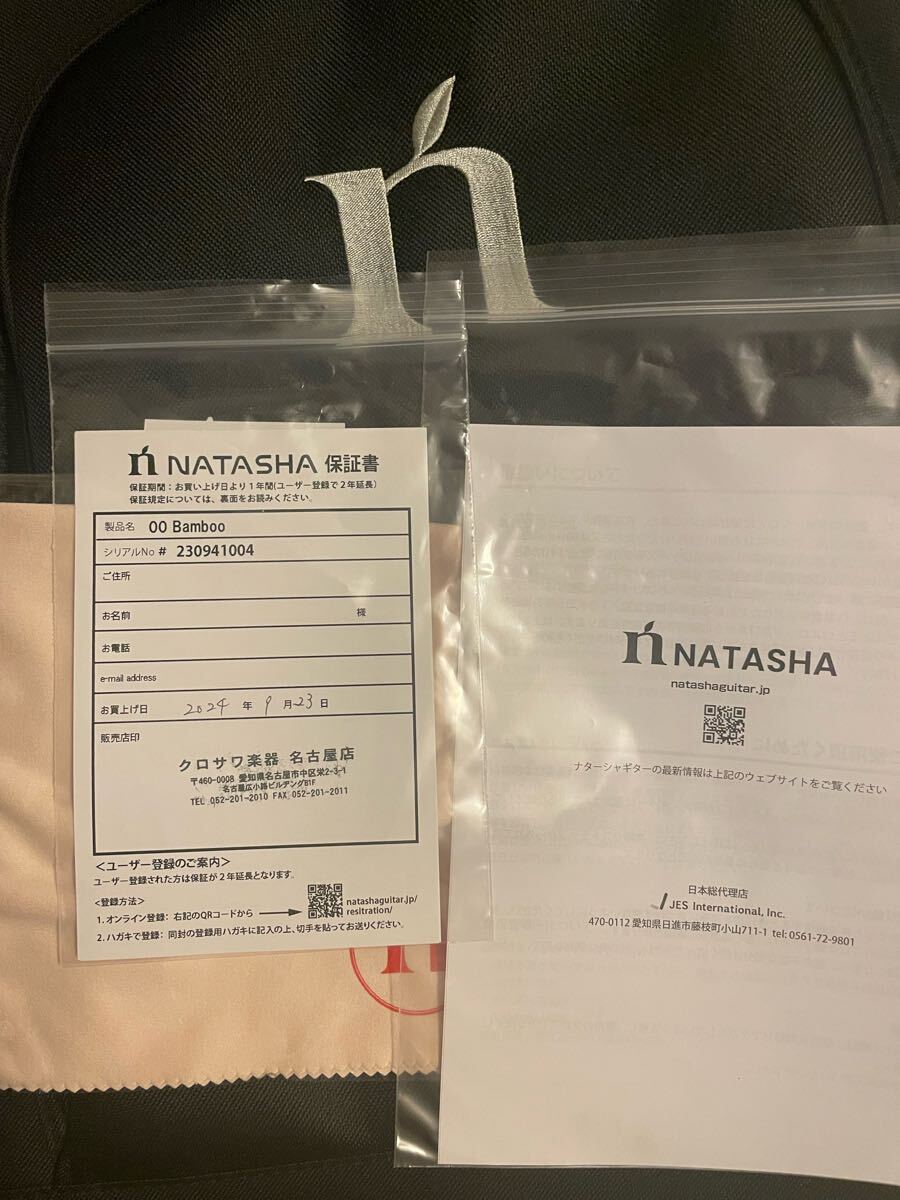 n
n NATASHA 保証書
保証期間：お買い上げ日より１年間(ユーザー登録で２年延長)
保証規定については、裏面をお読みください。
製品名 OO Bamboo
シリアルNo # 230941004
ご住所
お名前 様
お電話
e-mail address
お買上げ日 2024 年 9 月 23 日
販売店印
クロサワ楽器 名古屋店
〒460-0008 愛知県名古屋市中区栄2-3-1
名古屋広小路ビルヂングB1F
TEL 052-201-2010 FAX 052-201-2011
＜ユーザー登録のご案内＞
ユーザー登録された方は保証が２年延長となります。
<登録方法>
1.オンライン登録：右記のQRコードから
natashaguitar.jp/
resitration/
2.ハガキで登録：同封の登録用ハガキに記入の上、切手を貼ってお送りください。
n NATASHA
natashaguitar.jp
ナターシャギターの最新情報は上記のウェブサイトをご覧ください
日本総代理店
JES International, Inc.
470-0112 愛知県日進市藤枝町小山711-1 tel: 0561-72-9801